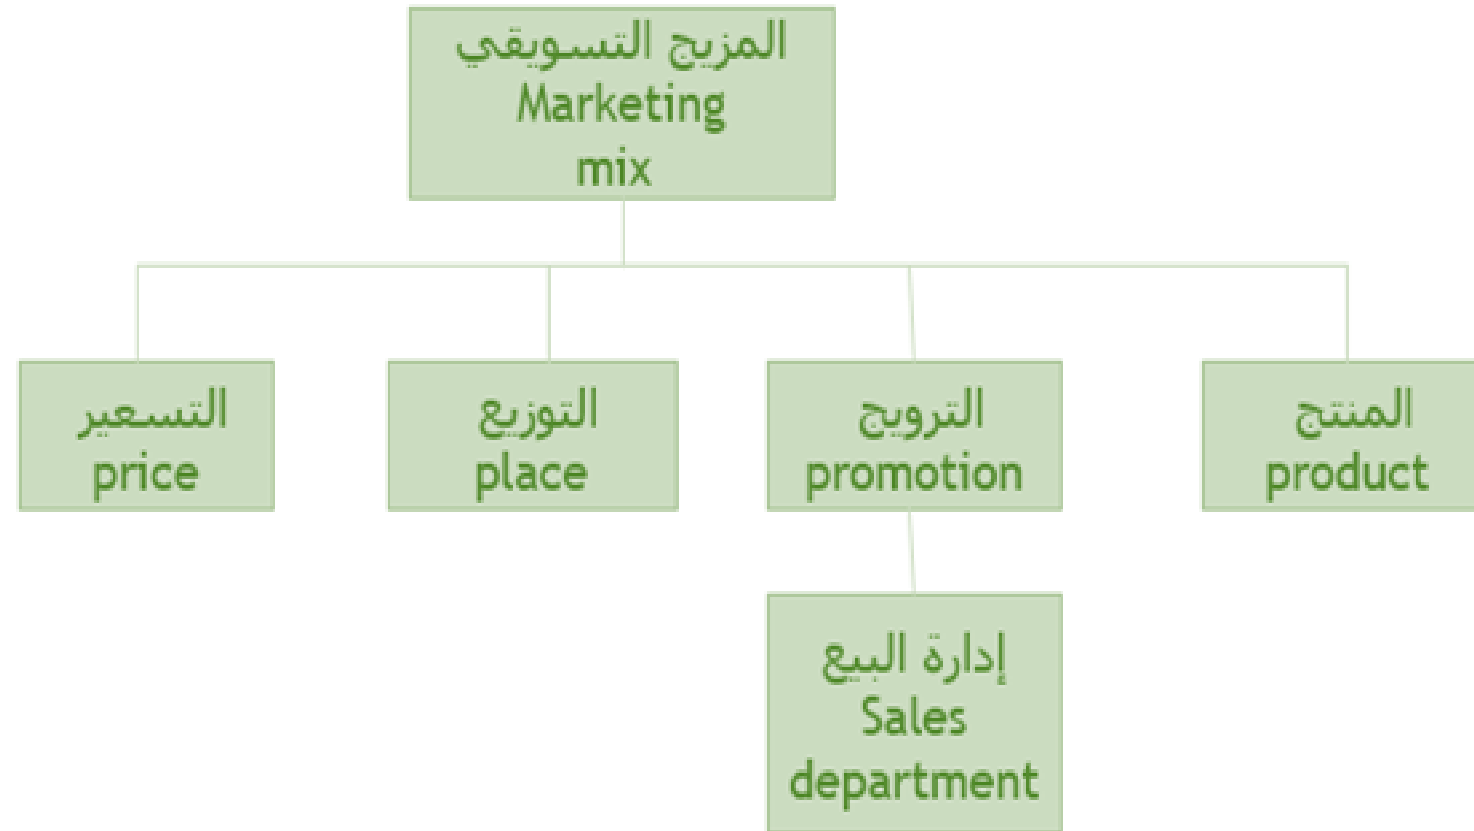 المزيج التسويقي
Marketing
mix
المنتج
product
الترويج
promotion
التوزيع
place
التسعير
price
إدارة البيع
Sales
department